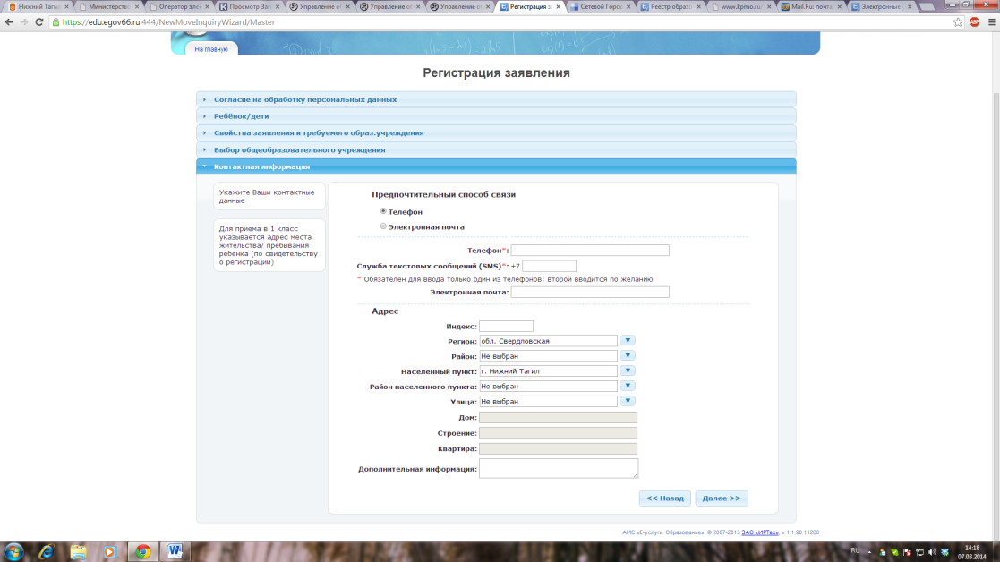 Нижний Тагил
Министерство
Оператор элек
Просмотр Зап
Управление о
Управление о
Управление о
Регистрация з
Сетевой Город
Реестр образ
www.kpmo.ru
Mail.Ru: почта
Электронные
https://edu.egov66.ru:444/NewMoveInquiryWizard/Master
ABP
На главную
Регистрация заявления
Согласие на обработку персональных данных
Ребёнок/дети
Свойства заявления и требуемого образ.учреждения
Выбор общеобразовательного учреждения
Контактная информация
Укажите Ваши контактные
данные
Для приема в 1 класс
указывается адрес места
жительства/ пребывания
ребенка (по свидетельству
о регистрации)
Предпочтительный способ связи
Телефон
Электронная почта
Телефон*:
Служба текстовых сообщений (SMS)*: +7
* Обязателен для ввода только один из телефонов; второй вводится по желанию
Электронная почта:
Адрес
Индекс:
Регион: обл. Свердловская
Район: Не выбран
Населенный пункт: г. Нижний Тагил
Район населенного пункта: Не выбран
Улица: Не выбран
Дом:
Строение:
Квартира:
Дополнительная информация:
<< Назад Далее >>
АИС «Е-услуги. Образование», © 2007-2013 ЗАО «ИРТех», v.1.1.90.11280
RU
14:18
07.03.2014